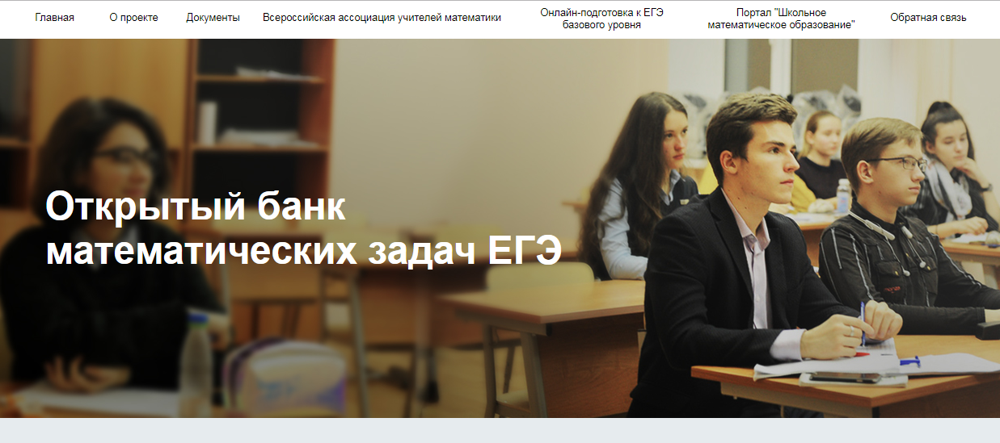 Главная
О проекте
Документы
Всероссийская ассоциация учителей математики
Онлайн-подготовка к ЕГЭ
базового уровня
Портал "Школьное
математическое образование"
Обратная связь
Открытый банк
математических задач ЕГЭ